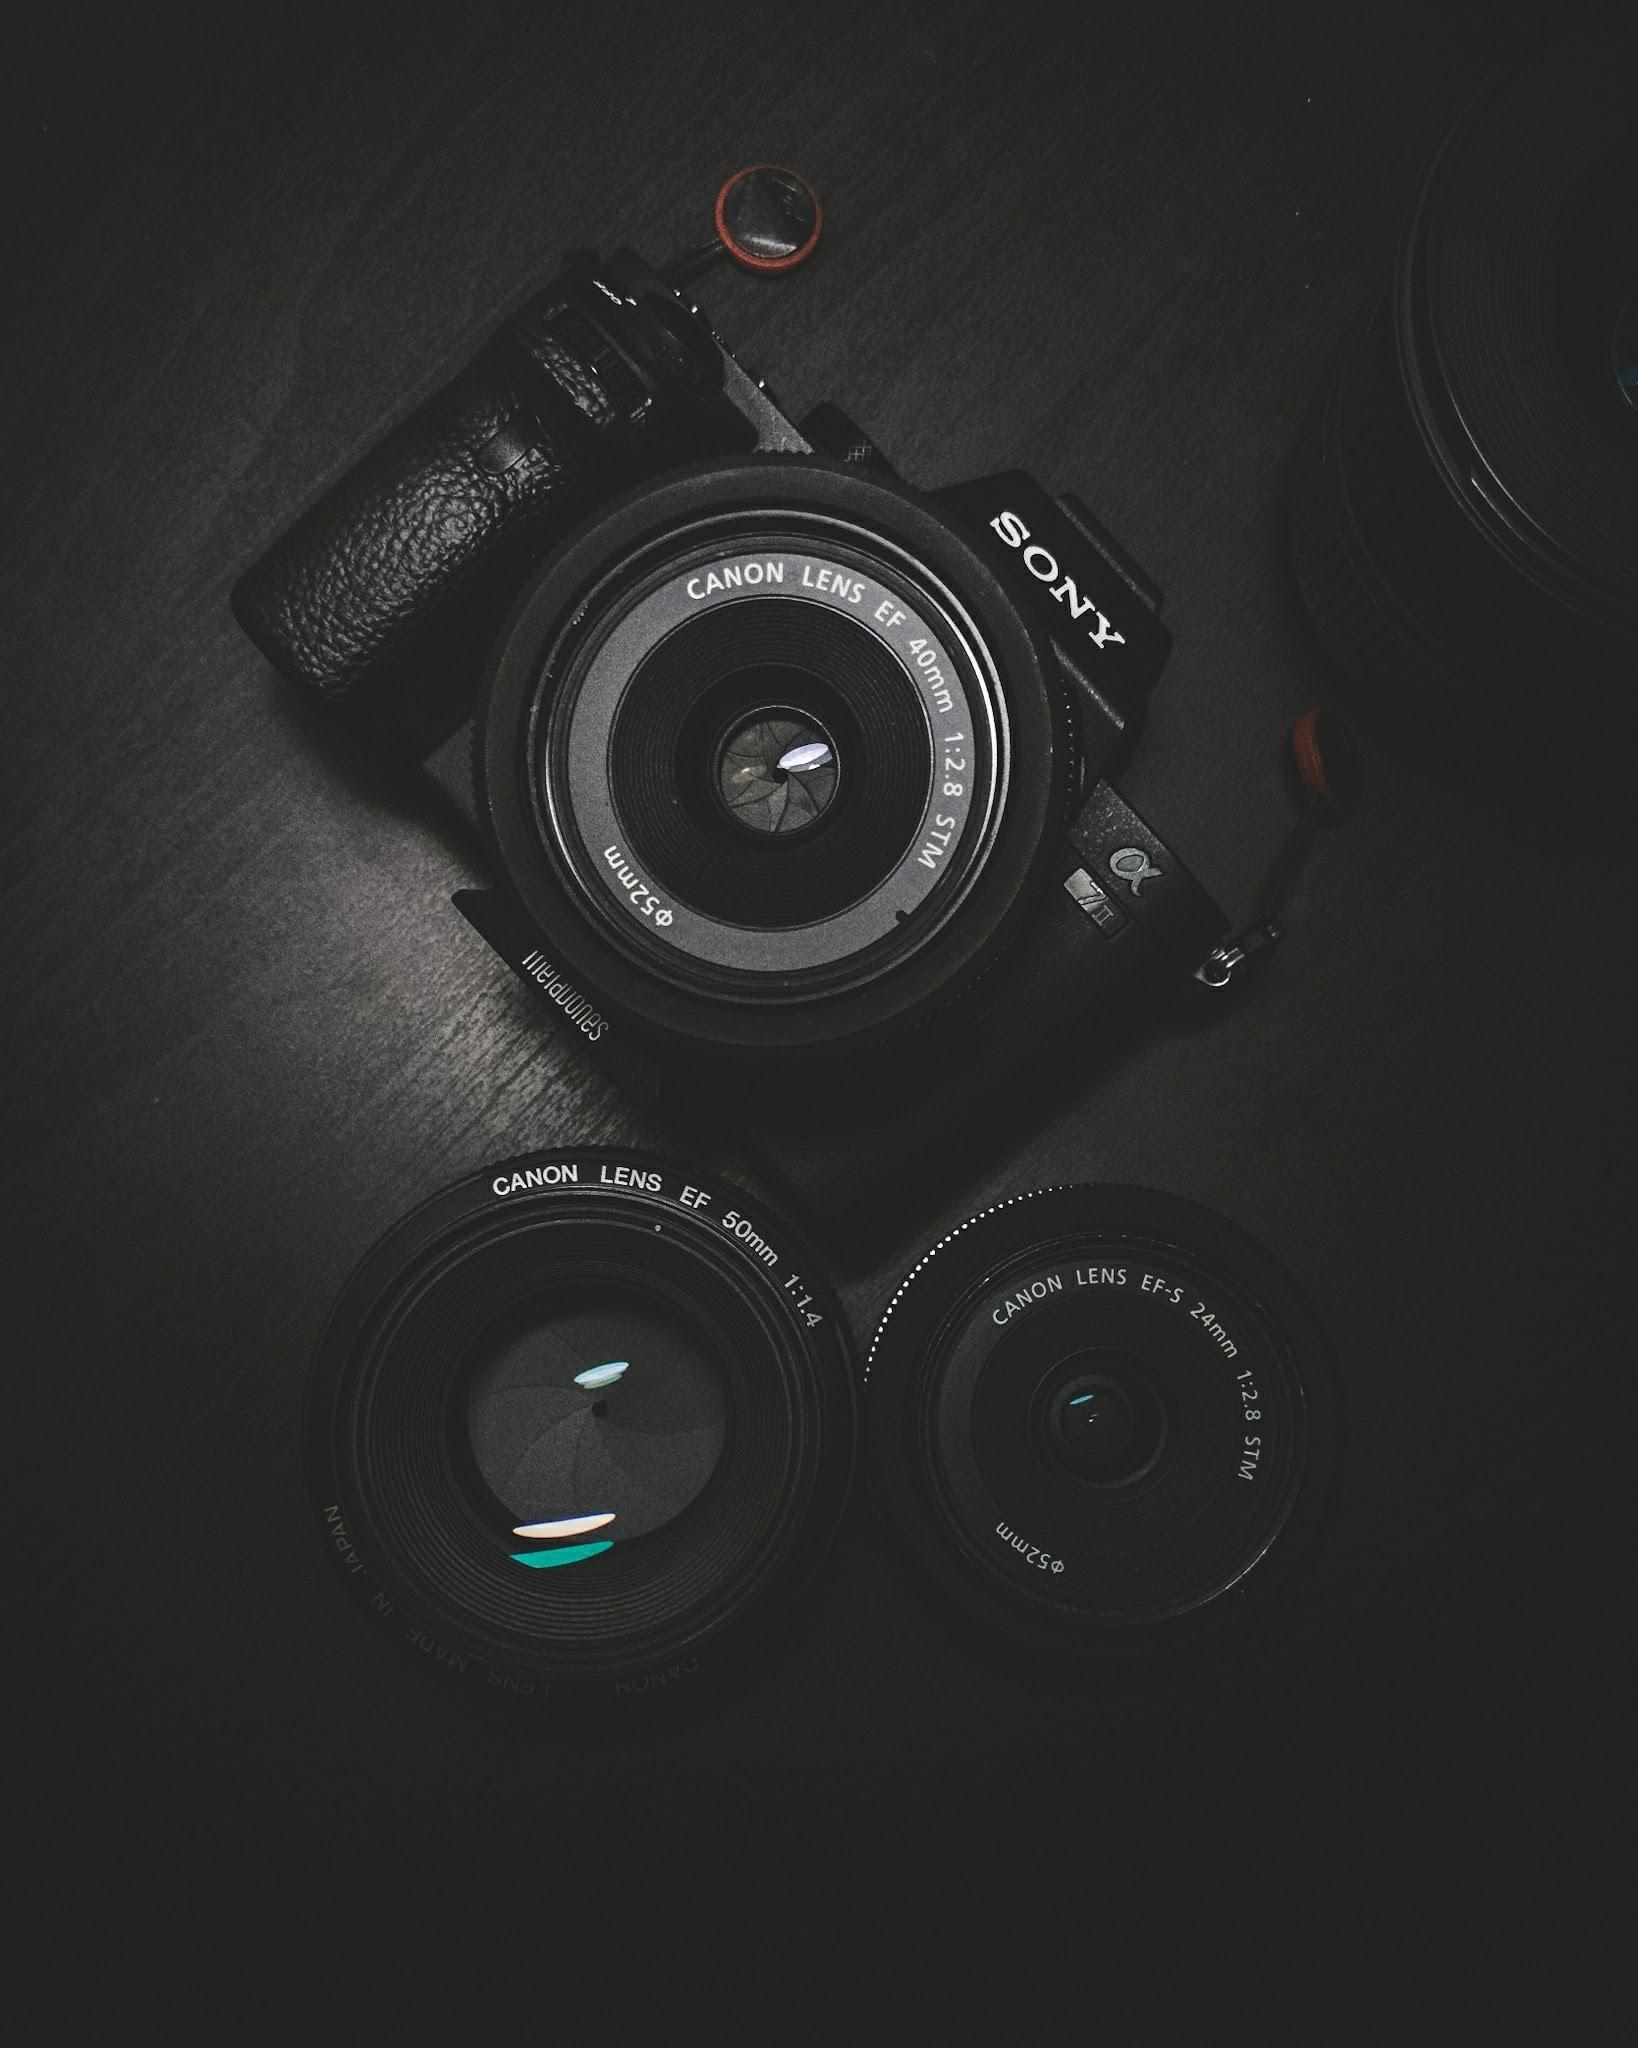 OFF
SONY
CANON LENS EF 40mm 1:2.8 STM
Φ52mm
α
7II
CANON LENS EF 50mm 1:1.4
CANON LENS MADE IN JAPAN
CANON LENS EF-S 24mm 1:2.8 STM
Φ52mm